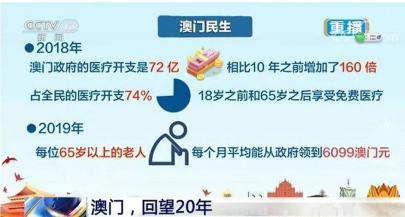 CCTV
新闻
澳门民生
重播
2018年
澳门政府的医疗开支是72亿 相比10年之前增加了160倍
占全民的医疗开支74% 18岁之前和65岁之后享受免费医疗
2019年
每位65岁以上的老人 每个月平均能从政府领到6099澳门元
澳门，回望20年